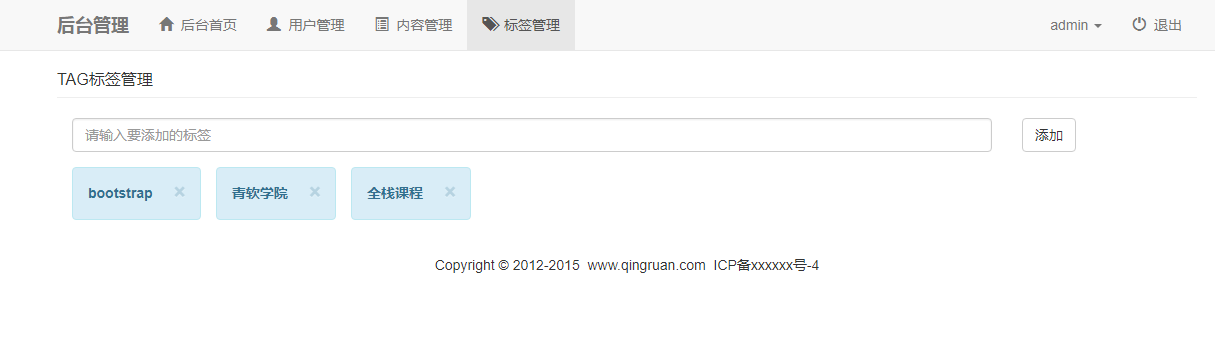 后台管理 后台首页 用户管理 内容管理 标签管理 admin 退出
TAG标签管理
请输入要添加的标签 添加
bootstrap × 青软学院 × 全栈课程 ×
Copyright © 2012-2015 www.qingruan.com ICP备xxxxxx号-4